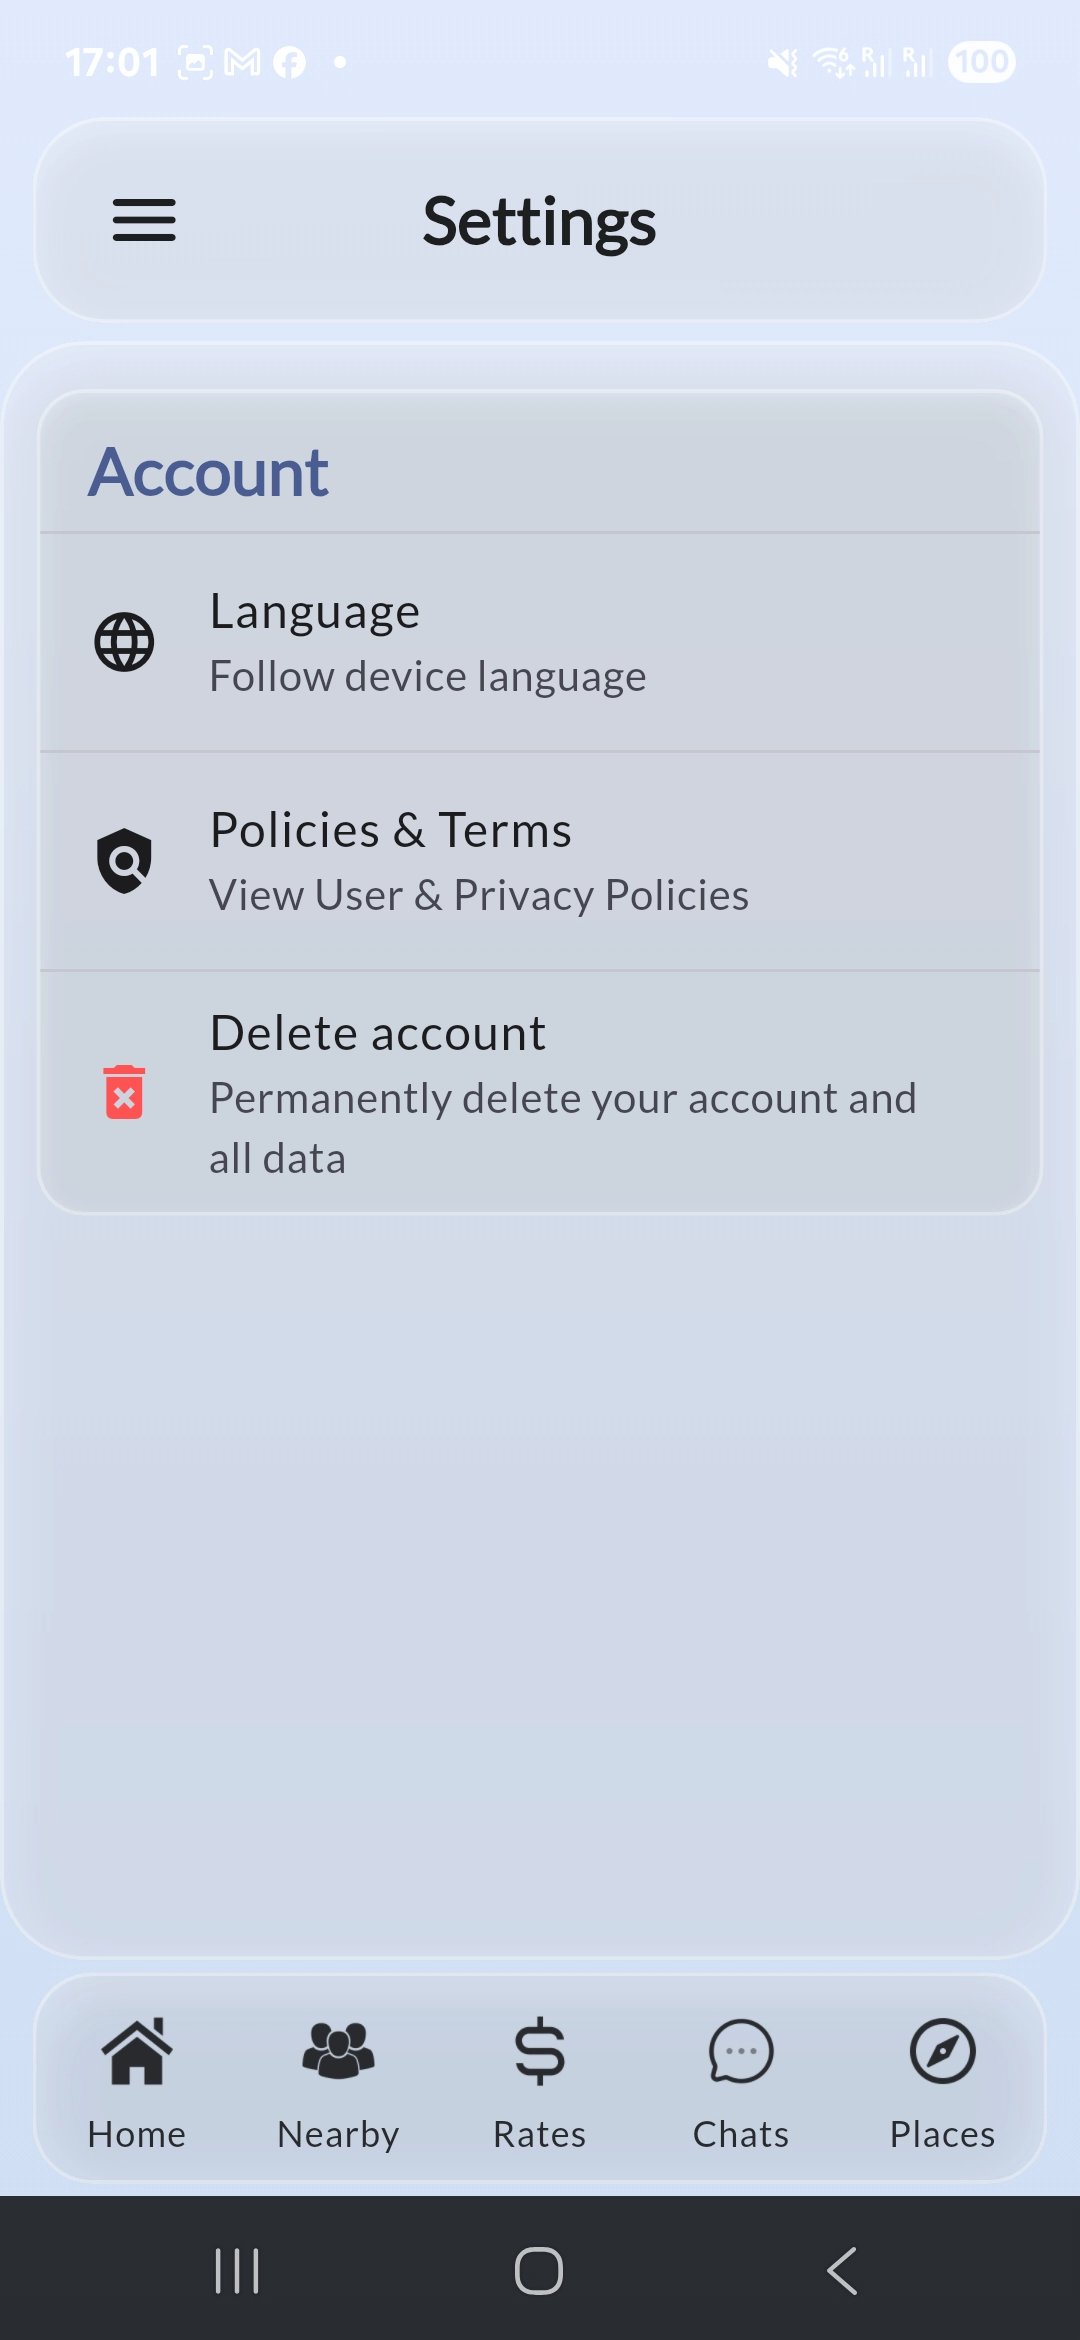 17:01
6 R R 100
Settings
Account
Language
Follow device language
Policies & Terms
View User & Privacy Policies
Delete account
Permanently delete your account and
all data
Home Nearby Rates Chats Places